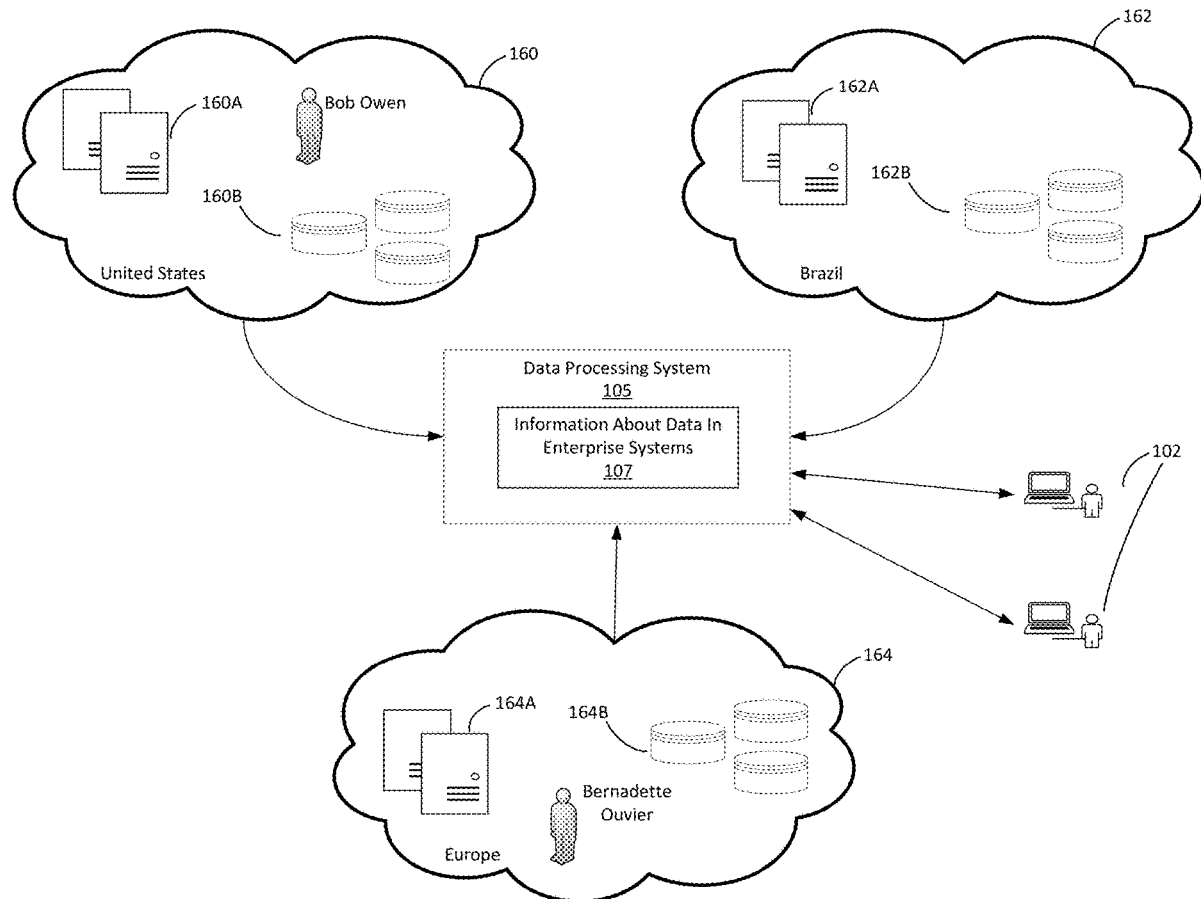 160
162
160A
Bob Owen
162A
160B
162B
United States
Brazil
Data Processing System
105
Information About Data In
Enterprise Systems
107
102
164
164A
164B
Bernadette
Ouvier
Europe